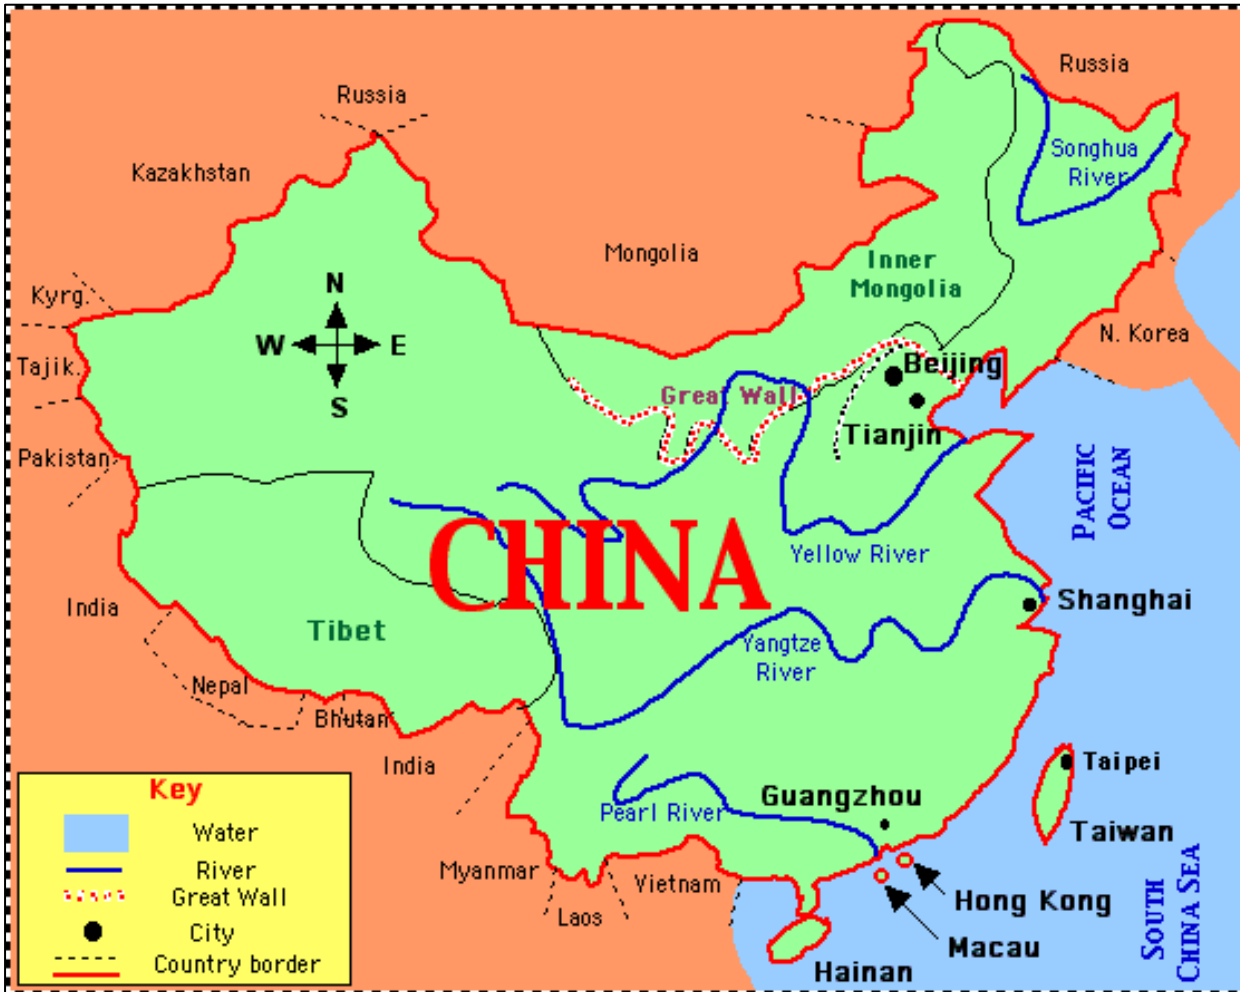 Russia
Russia
Kazakhstan
Songhua
River
Mongolia
Inner
Mongolia
N
W
E
S
Kyrg.
Tajik.
Pakistan
N. Korea
Beijing
Great Wall
Tianjin
PACIFIC
OCEAN
CHINA
Yellow River
India
Tibet
Shanghai
Yangtze
River
Nepal
Bhutan
India
Taipei
Guangzhou
Pearl River
Taiwan
Myanmar
Vietnam
Laos
Hong Kong
Macau
Hainan
SOUTH
CHINA SEA
Key
Water
River
Great Wall
City
Country border